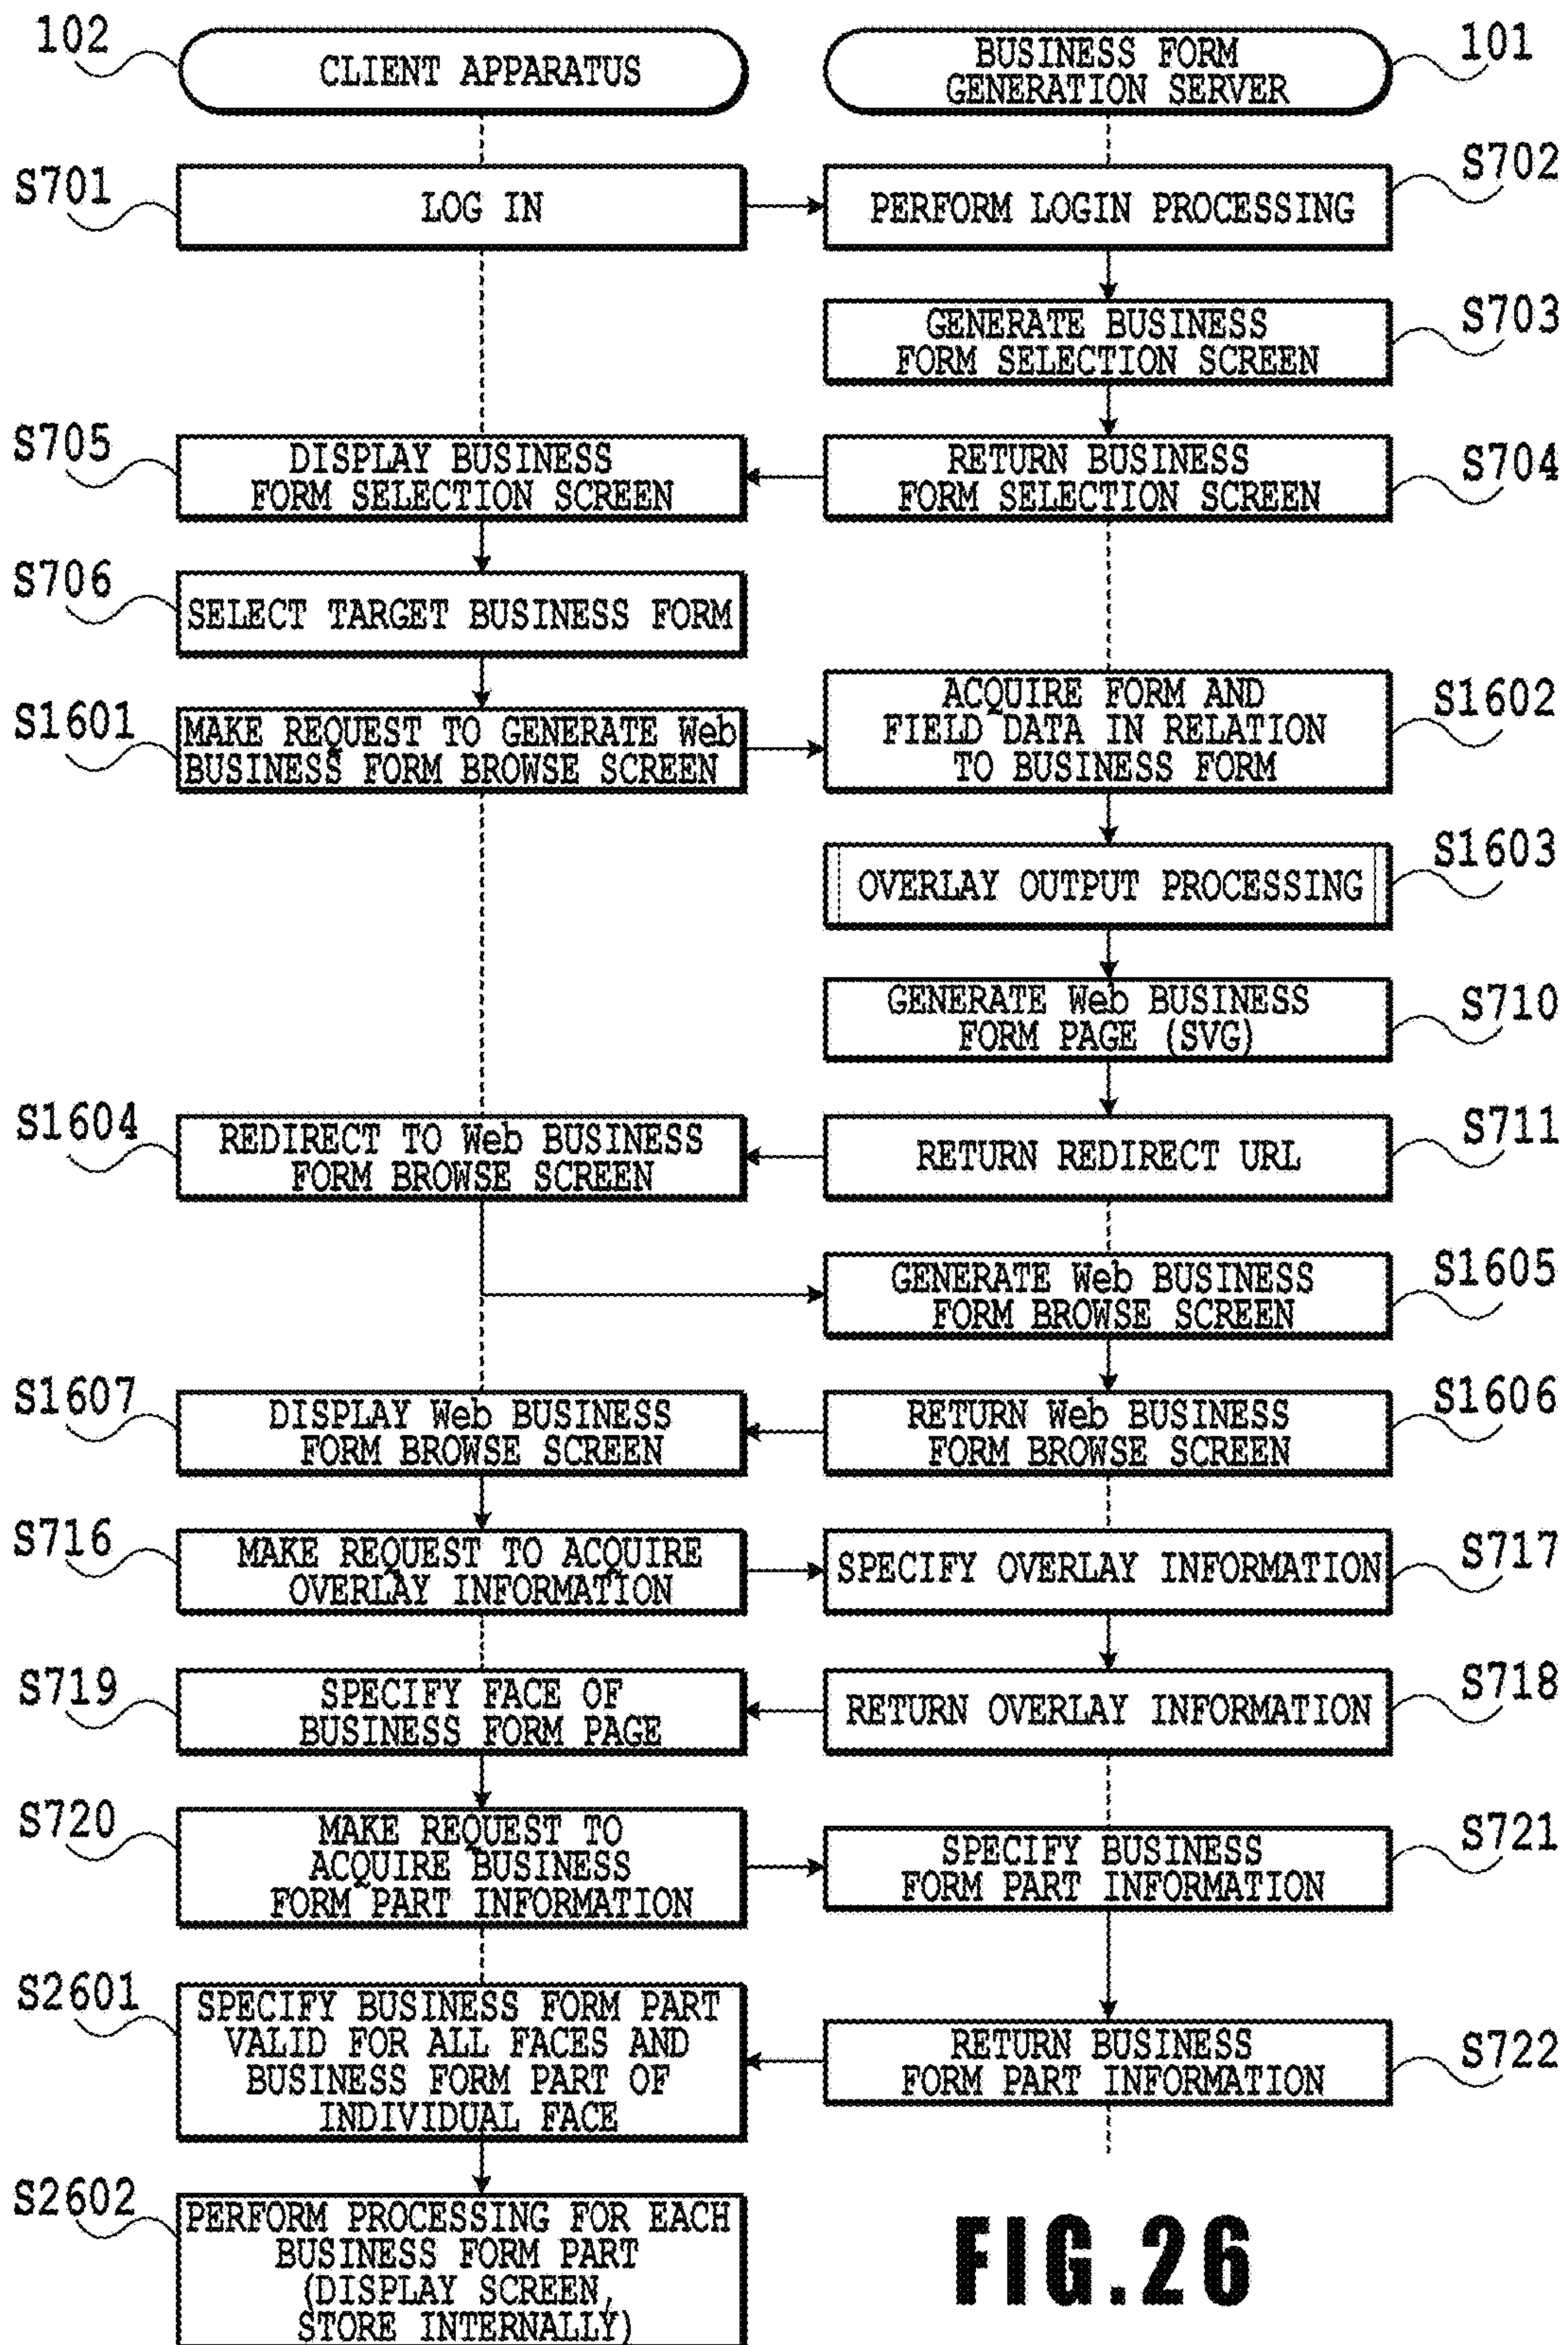 102
CLIENT APPARATUS
BUSINESS FORM
GENERATION SERVER
101
S701
LOG IN
PERFORM LOGIN PROCESSING
S702
GENERATE BUSINESS
FORM SELECTION SCREEN
S703
S705
DISPLAY BUSINESS
FORM SELECTION SCREEN
RETURN BUSINESS
FORM SELECTION SCREEN
S704
S706
SELECT TARGET BUSINESS FORM
S1601
MAKE REQUEST TO GENERATE Web
BUSINESS FORM BROWSE SCREEN
ACQUIRE FORM AND
FIELD DATA IN RELATION
TO BUSINESS FORM
S1602
OVERLAY OUTPUT PROCESSING
S1603
GENERATE Web BUSINESS
FORM PAGE (SVG)
S710
S1604
REDIRECT TO Web BUSINESS
FORM BROWSE SCREEN
RETURN REDIRECT URL
S711
GENERATE Web BUSINESS
FORM BROWSE SCREEN
S1605
S1607
DISPLAY Web BUSINESS
FORM BROWSE SCREEN
RETURN Web BUSINESS
FORM BROWSE SCREEN
S1606
S716
MAKE REQUEST TO ACQUIRE
OVERLAY INFORMATION
SPECIFY OVERLAY INFORMATION
S717
S719
SPECIFY FACE OF
BUSINESS FORM PAGE
RETURN OVERLAY INFORMATION
S718
S720
MAKE REQUEST TO
ACQUIRE BUSINESS
FORM PART INFORMATION
SPECIFY BUSINESS
FORM PART INFORMATION
S721
S2601
SPECIFY BUSINESS FORM PART
VALID FOR ALL FACES AND
BUSINESS FORM PART OF
INDIVIDUAL FACE
RETURN BUSINESS
FORM PART INFORMATION
S722
S2602
PERFORM PROCESSING FOR EACH
BUSINESS FORM PART
(DISPLAY SCREEN,
STORE INTERNALLY)
FIG.26